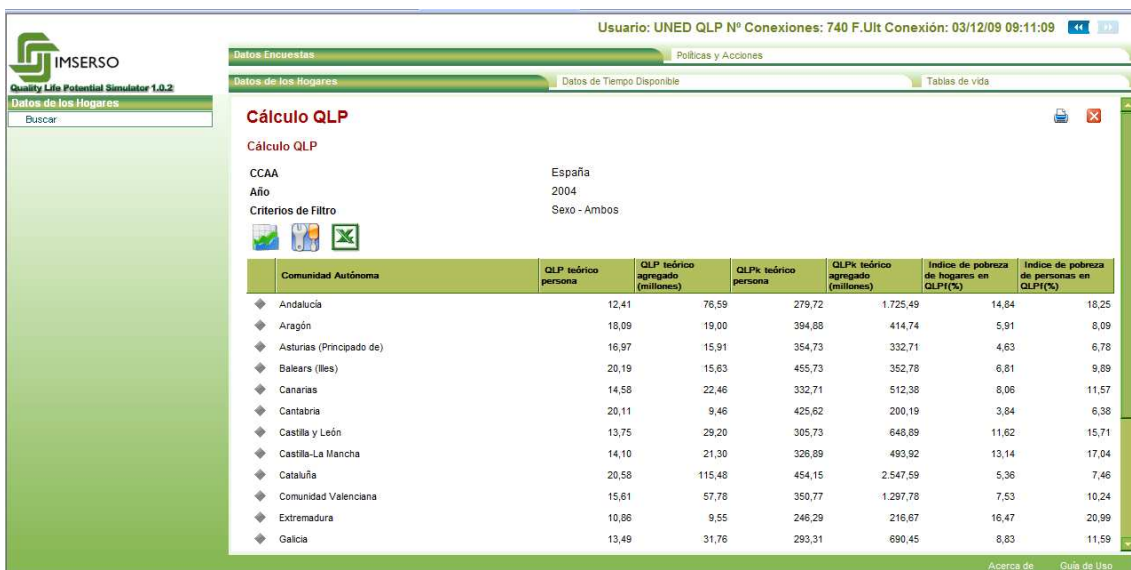 Usuario: UNED QLP Nº Conexiones: 740 F.Ult Conexión: 03/12/09 09:11:09
IMSERSO
Quality Life Potential Simulator 1.0.2
Datos Encuestas Políticas y Acciones
Datos de los Hogares Datos de Tiempo Disponible Tablas de vida
Datos de los Hogares
Buscar
Cálculo QLP
Cálculo QLP
CCAA España
Año 2004
Criterios de Filtro Sexo - Ambos
Comunidad Autónoma QLP teórico persona QLP teórico agregado (millones) QLPk teórico persona QLPk teórico agregado (millones) Indice de pobreza de hogares en QLPf(%) Indice de pobreza de personas en QLPf(%)
Andalucía 12,41 76,59 279,72 1.725,49 14,84 18,25
Aragón 18,09 19,00 394,88 414,74 5,91 8,09
Asturias (Principado de) 16,97 15,91 354,73 332,71 4,63 6,78
Balears (Illes) 20,19 15,63 455,73 352,78 6,81 9,89
Canarias 14,58 22,46 332,71 512,38 8,06 11,57
Cantabria 20,11 9,46 425,62 200,19 3,84 6,38
Castilla y León 13,75 29,20 305,73 648,89 11,62 15,71
Castilla-La Mancha 14,10 21,30 326,89 493,92 13,14 17,04
Cataluña 20,58 115,48 454,15 2.547,59 5,36 7,46
Comunidad Valenciana 15,61 57,78 350,77 1.297,78 7,53 10,24
Extremadura 10,86 9,55 246,29 216,67 16,47 20,99
Galicia 13,49 31,76 293,31 690,45 8,83 11,59
Acerca de Guía de Uso